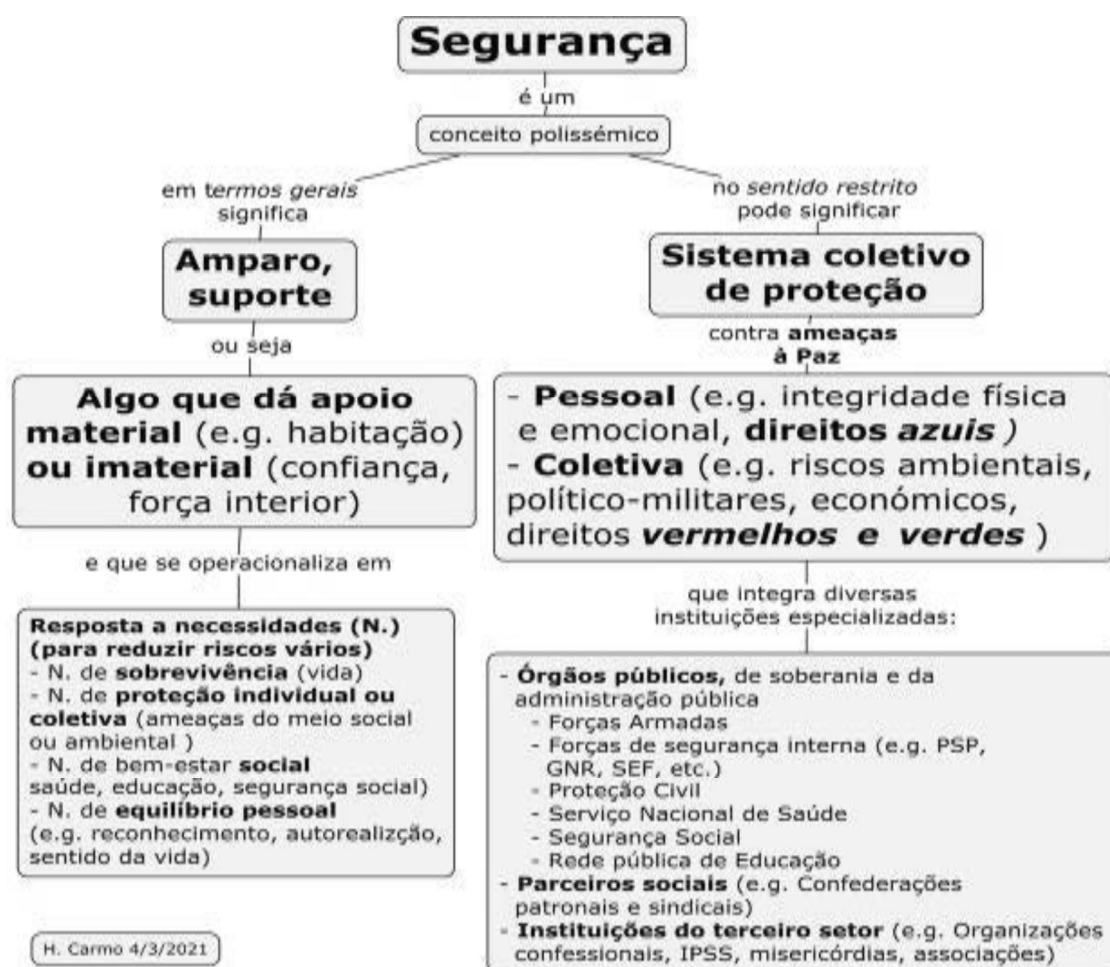 Segurança
é um
conceito polissémico
em termos gerais
significa
Amparo,
suporte
ou seja
Algo que dá apoio
material (e.g. habitação)
ou imaterial (confiança,
força interior)
e que se operacionaliza em
Resposta a necessidades (N.)
(para reduzir riscos vários)
- N. de sobrevivência (vida)
- N. de proteção individual ou
coletiva (ameaças do meio social
ou ambiental )
- N. de bem-estar social
saúde, educação, segurança social)
- N. de equilíbrio pessoal
(e.g. reconhecimento, autorealizção,
sentido da vida)
H. Carmo 4/3/2021
no sentido restrito
pode significar
Sistema coletivo
de proteção
contra ameaças
à Paz
- Pessoal (e.g. integridade física
e emocional, direitos azuis )
- Coletiva (e.g. riscos ambientais,
político-militares, económicos,
direitos vermelhos e verdes )
que integra diversas
instituições especializadas:
- Órgãos públicos, de soberania e da
administração pública
- Forças Armadas
- Forças de segurança interna (e.g. PSP,
GNR, SEF, etc.)
- Proteção Civil
- Serviço Nacional de Saúde
- Segurança Social
- Rede pública de Educação
- Parceiros sociais (e.g. Confederações
patronais e sindicais)
- Instituições do terceiro setor (e.g. Organizações
confessionais, IPSS, misericórdias, associações)